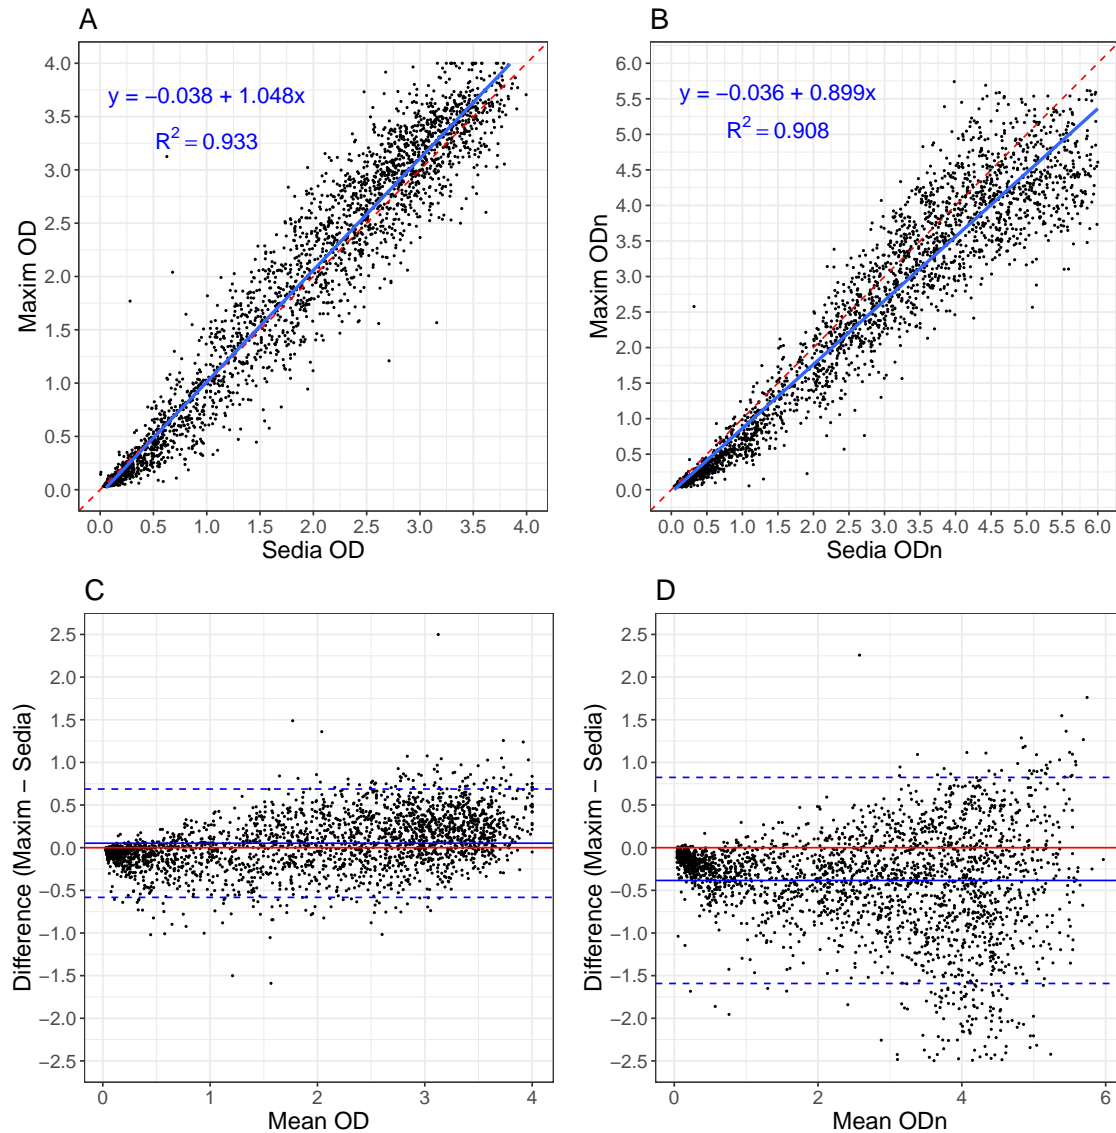 A
4.0
3.5
3.0
2.5
2.0
1.5
1.0
0.5
0.0
Maxim OD
y = −0.038 + 1.048x
R² = 0.933
0.0 0.5 1.0 1.5 2.0 2.5 3.0 3.5 4.0
Sedia OD
B
6.0
5.5
5.0
4.5
4.0
3.5
3.0
2.5
2.0
1.5
1.0
0.5
0.0
Maxim ODn
y = −0.036 + 0.899x
R² = 0.908
0.0 0.5 1.0 1.5 2.0 2.5 3.0 3.5 4.0 4.5 5.0 5.5 6.0
Sedia ODn
C
2.5
2.0
1.5
1.0
0.5
0.0
−0.5
−1.0
−1.5
−2.0
−2.5
Difference (Maxim − Sedia)
0 1 2 3 4
Mean OD
D
2.5
2.0
1.5
1.0
0.5
0.0
−0.5
−1.0
−1.5
−2.0
−2.5
Difference (Maxim − Sedia)
0 2 4 6
Mean ODn